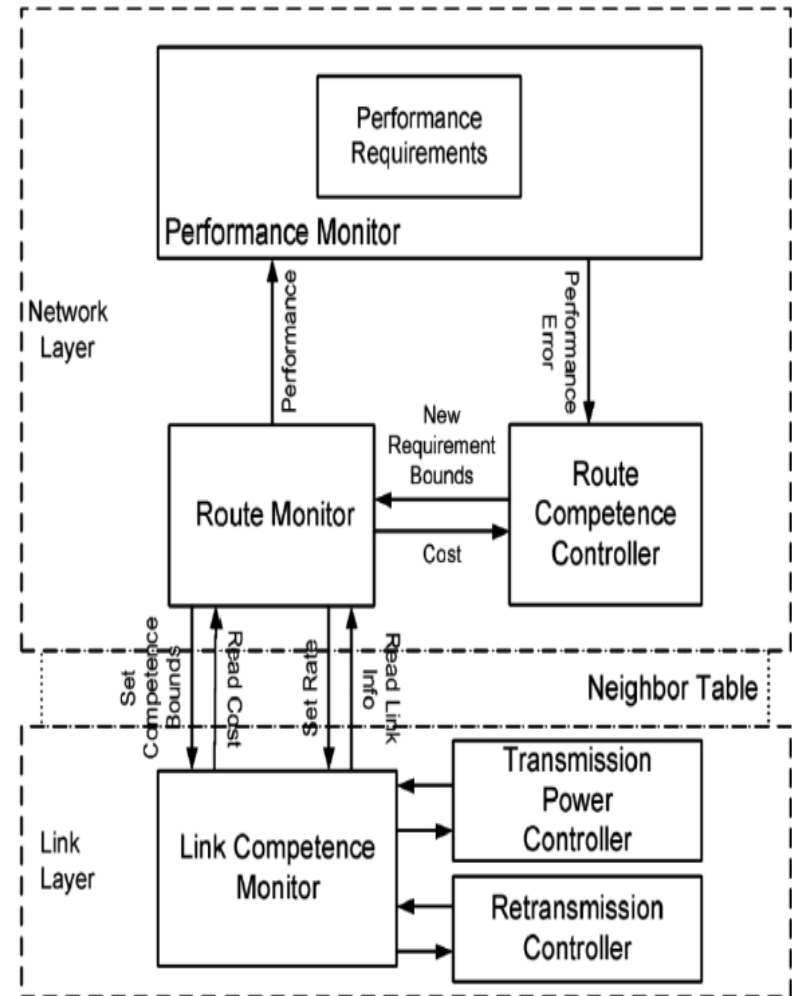 Performance
Requirements
Performance Monitor
Performance
Performance
Error
Network
Layer
New
Requirement
Bounds
Route Monitor
Route
Competence
Controller
Cost
Set
Competence
Bounds
Read Cost
Set Rate
Read Link
Info
Neighbor Table
Link
Layer
Link Competence
Monitor
Transmission
Power
Controller
Retransmission
Controller